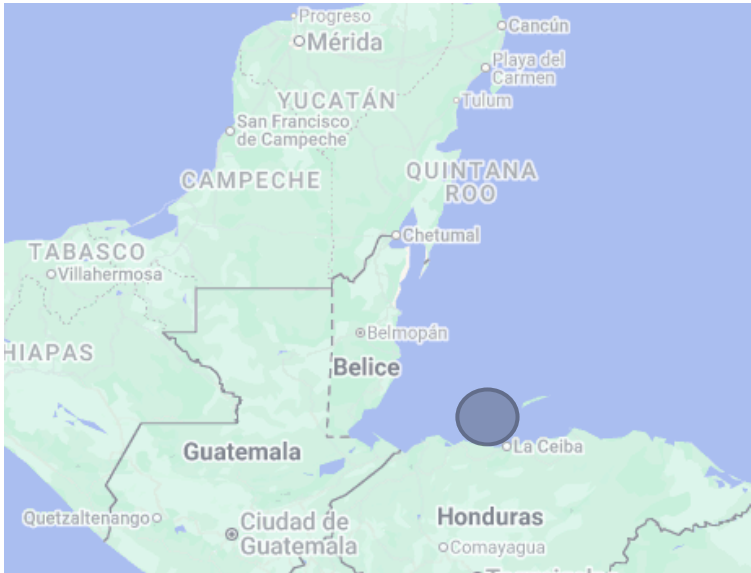 Progreso
Mérida
Cancún
Playa del
Carmen
YUCATÁN
Tulum
San Francisco
de Campeche
CAMPECHE
QUINTANA
ROO
Chetumal
TABASCO
Villahermosa
Belmopán
HIAPAS
Belice
Guatemala
La Ceiba
Quetzaltenango
Ciudad de
Guatemala
Honduras
Comayagua